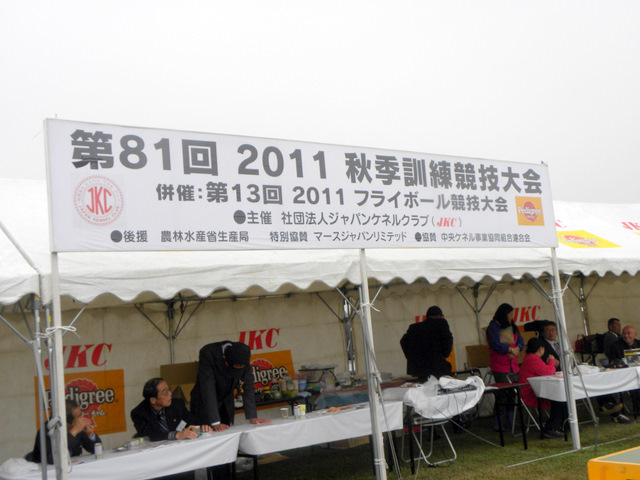 第81回 2011 秋季訓練競技大会
併催:第13回 2011 フライボール競技大会
●主催 社団法人ジャパンケネルクラブ(JKC)
●後援 農林水産省生産局 特別協賛 マースジャパンリミテッド ●協賛 中央ケネル事業協同組合連合会
JKC
Pedigree
JKC
Pedigree
JKC
Pedigree
JKC
JKC